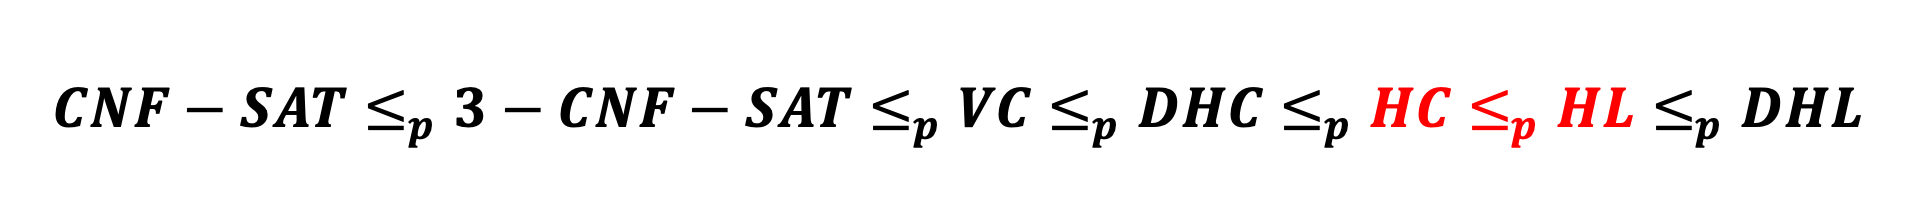 CNF − SAT ≤p 3 − CNF − SAT ≤p VC ≤p DHC ≤p HC ≤p HL ≤p DHL